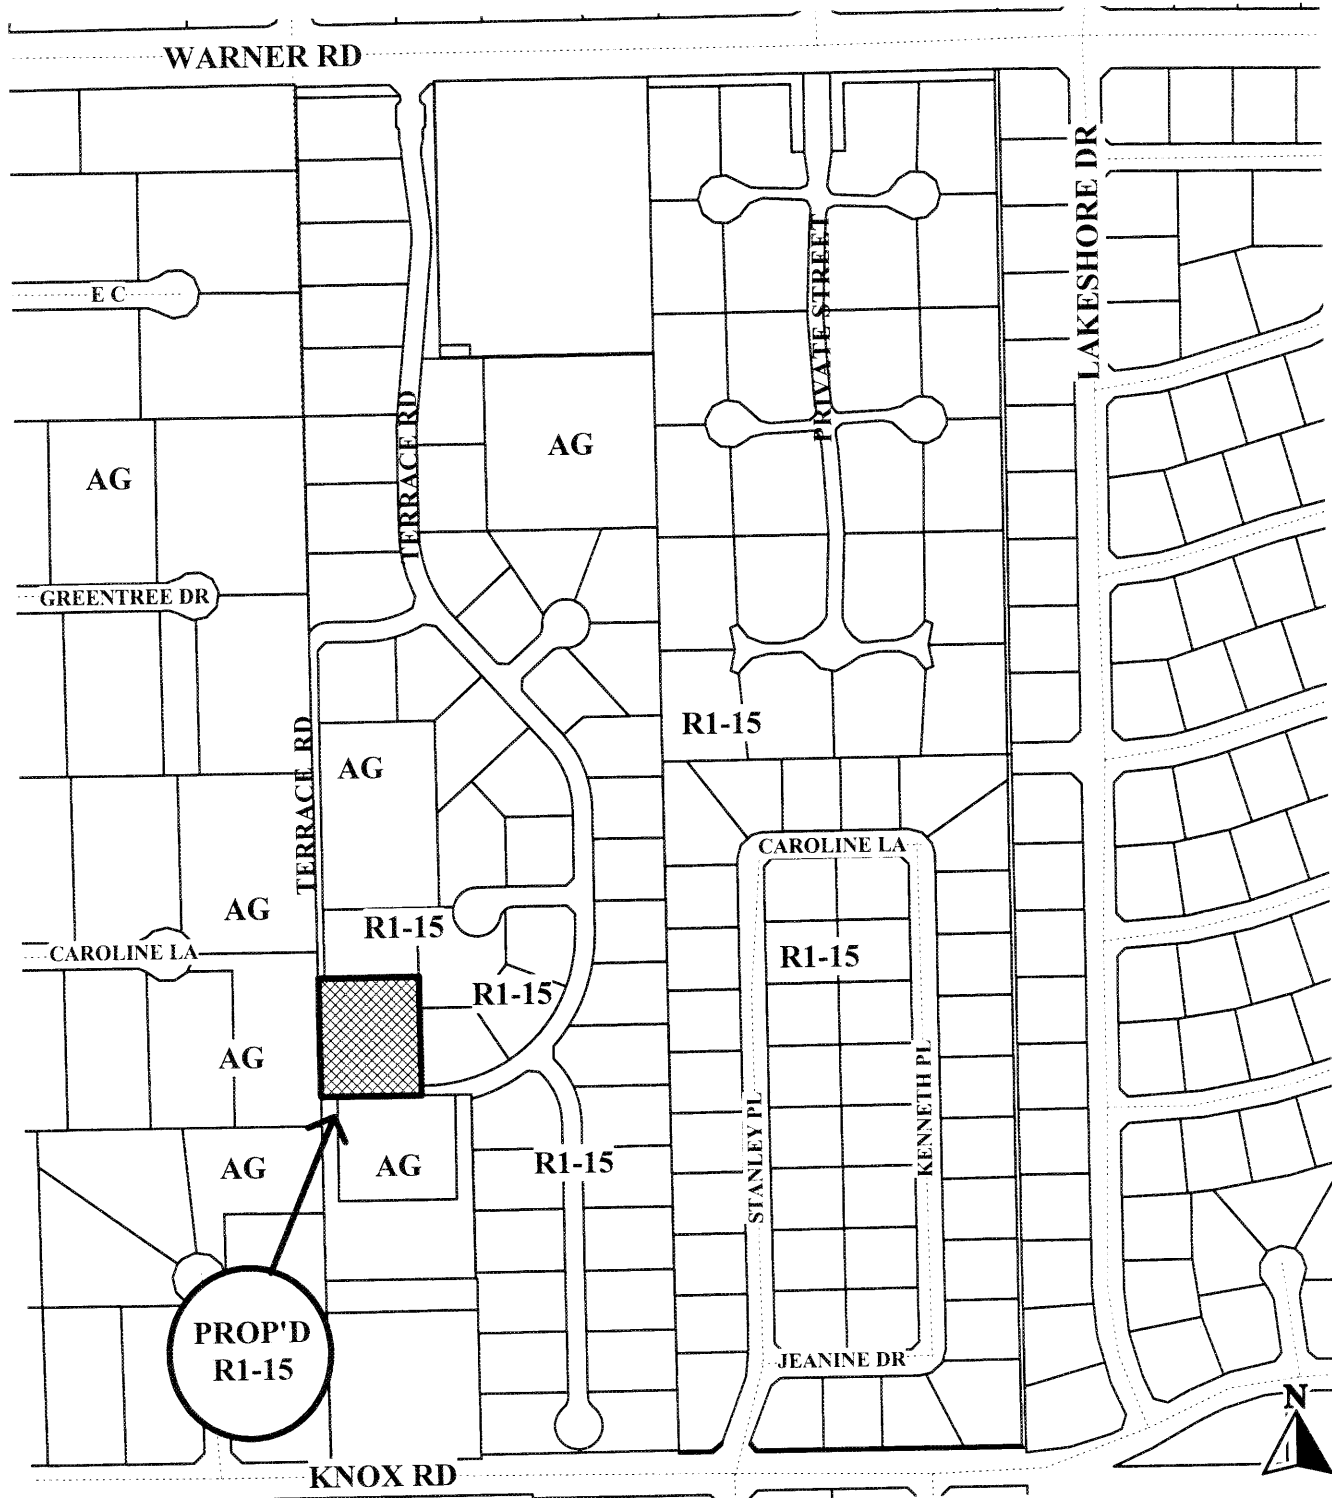 WARNER RD
LAKESHORE DR
PRIVATE STREET
E C
TERRACE RD
AG
AG
GREENTREE DR
R1-15
TERRACE RD
AG
CAROLINE LA
AG
R1-15
CAROLINE LA
R1-15
R1-15
AG
KENNETH PL
STANLEY PL
AG
AG
R1-15
PROP'D
R1-15
JEANINE DR
N
KNOX RD